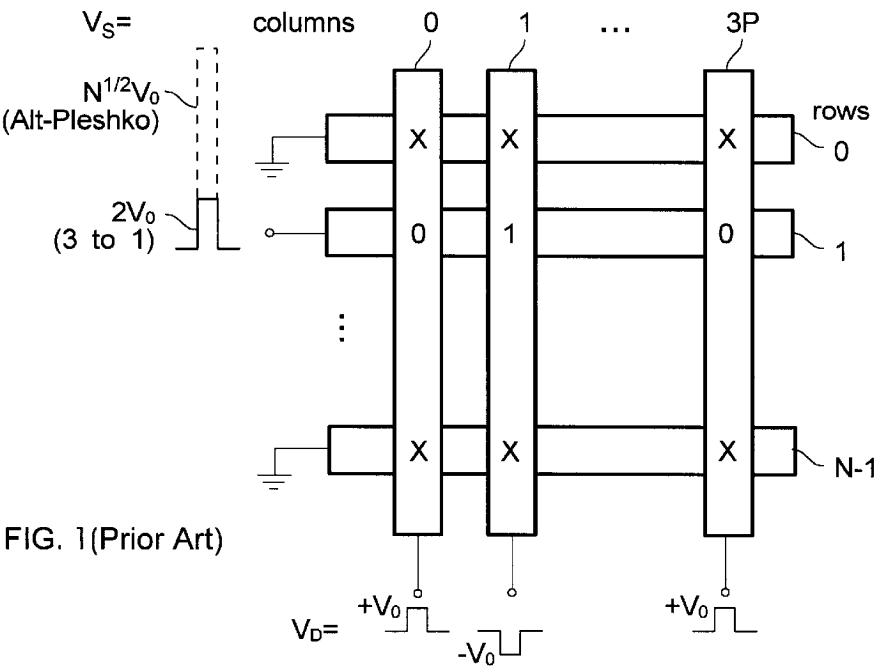 V_S= columns 0 1 ... 3P
N^1/2V_0
(Alt-Pleshko)
rows
X X X 0
2V_0
(3 to 1)
0 1 0 1
...
X X X N-1
FIG. 1(Prior Art)
V_D= +V_0 -V_0 +V_0